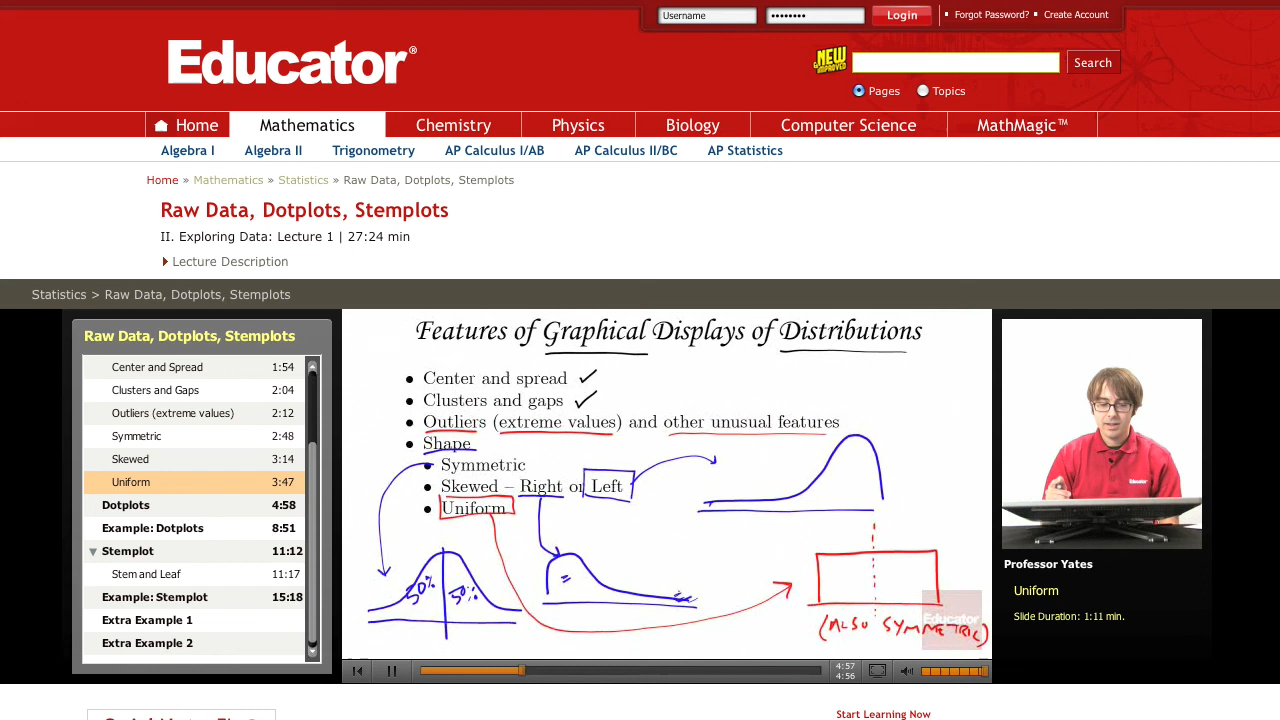 Username
••••••••
Login
Forgot Password?
Create Account
Educator®
NEW
& IMPROVED
Search
Pages
Topics
Home
Mathematics
Chemistry
Physics
Biology
Computer Science
MathMagic™
Algebra I
Algebra II
Trigonometry
AP Calculus I/AB
AP Calculus II/BC
AP Statistics
Home » Mathematics » Statistics » Raw Data, Dotplots, Stemplots
Raw Data, Dotplots, Stemplots
II. Exploring Data: Lecture 1 | 27:24 min
Lecture Description
Statistics > Raw Data, Dotplots, Stemplots
Raw Data, Dotplots, Stemplots
Center and Spread 1:54
Clusters and Gaps 2:04
Outliers (extreme values) 2:12
Symmetric 2:48
Skewed 3:14
Uniform 3:47
Dotplots 4:58
Example: Dotplots 8:51
Stemplot 11:12
Stem and Leaf 11:17
Example: Stemplot 15:18
Extra Example 1
Extra Example 2
Features of Graphical Displays of Distributions
• Center and spread ✓
• Clusters and gaps ✓
• Outliers (extreme values) and other unusual features
• Shape
• Symmetric
• Skewed – Right or Left
• Uniform
50%
50%
=
(ALSO SYMMETRIC)
Educator
4:57
4:56
Professor Yates
Uniform
Slide Duration: 1:11 min.
Start Learning Now